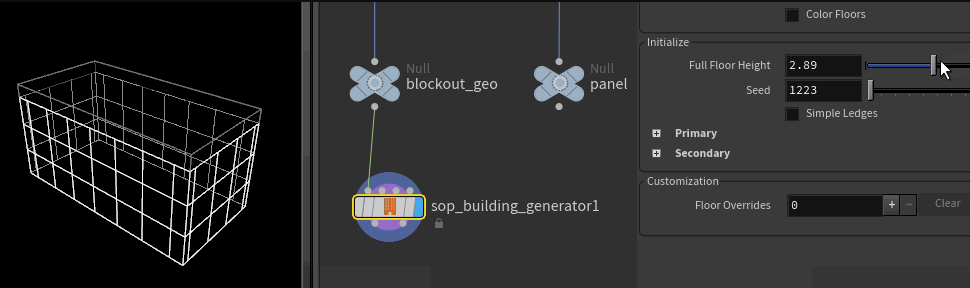 Color Floors
Initialize
Null
blockout_geo
Null
panel
Full Floor Height 2.89
Seed 1223
Simple Ledges
Primary
Secondary
sop_building_generator1
Customization
Floor Overrides 0 + − Clear